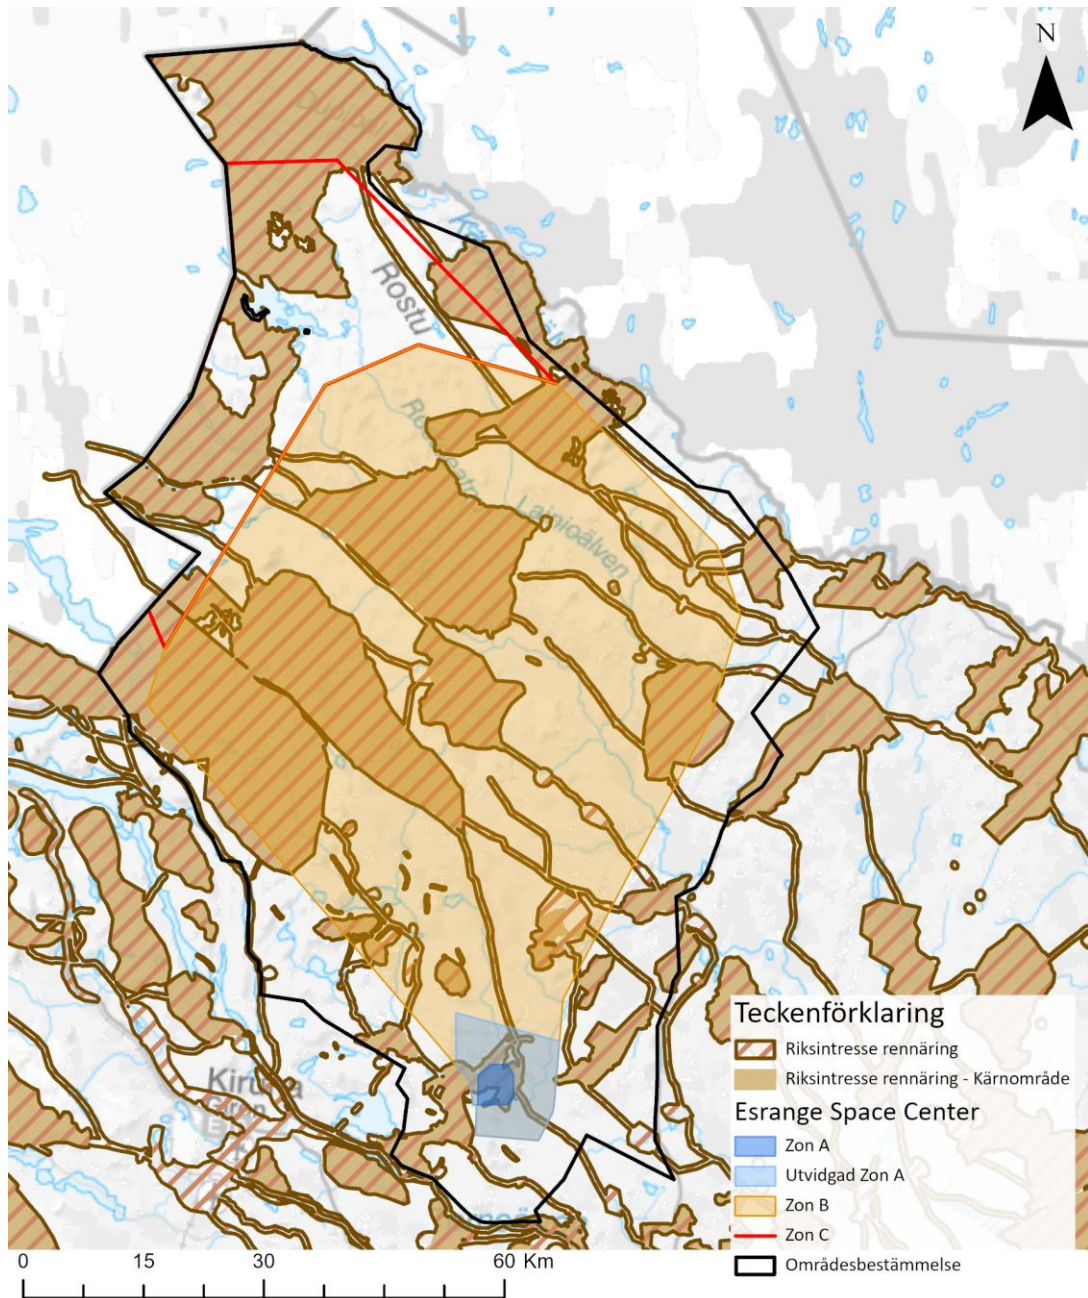 N
Rostu
Lainioälven
Teckenförklaring
Riksintresse rennäring
Riksintresse rennäring - Kärnområde
Esrange Space Center
Zon A
Utvidgad Zon A
Zon B
Zon C
Områdesbestämmelse
0 15 30 60 Km